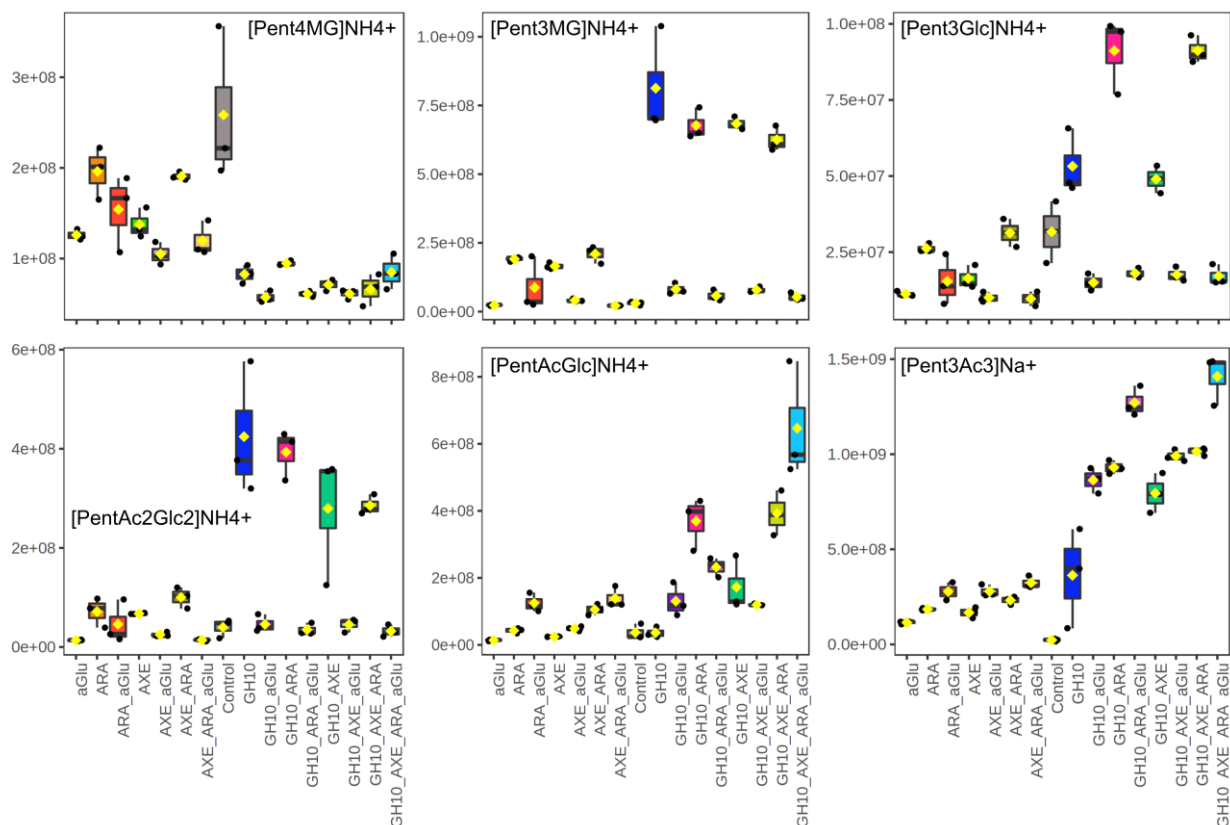 [Pent4MG]NH4+
3e+08
2e+08
1e+08
[Pent3MG]NH4+
1.0e+09
7.5e+08
5.0e+08
2.5e+08
0.0e+00
[Pent3Glc]NH4+
1.0e+08
7.5e+07
5.0e+07
2.5e+07
[PentAc2Glc2]NH4+
6e+08
4e+08
2e+08
0e+00
[PentAcGlc]NH4+
8e+08
6e+08
4e+08
2e+08
0e+00
[Pent3Ac3]Na+
1.5e+09
1.0e+09
5.0e+08
0.0e+00
aGlu
ARA
ARA_aGlu
AXE
AXE_aGlu
AXE_ARA
AXE_ARA_aGlu
Control
GH10
GH10_aGlu
GH10_ARA
GH10_ARA_aGlu
GH10_AXE
GH10_AXE_aGlu
GH10_AXE_ARA
GH10_AXE_ARA_aGlu
aGlu
ARA
ARA_aGlu
AXE
AXE_aGlu
AXE_ARA
AXE_ARA_aGlu
Control
GH10
GH10_aGlu
GH10_ARA
GH10_ARA_aGlu
GH10_AXE
GH10_AXE_aGlu
GH10_AXE_ARA
GH10_AXE_ARA_aGlu
aGlu
ARA
ARA_aGlu
AXE
AXE_aGlu
AXE_ARA
AXE_ARA_aGlu
Control
GH10
GH10_aGlu
GH10_ARA
GH10_ARA_aGlu
GH10_AXE
GH10_AXE_aGlu
GH10_AXE_ARA
GH10_AXE_ARA_aGlu